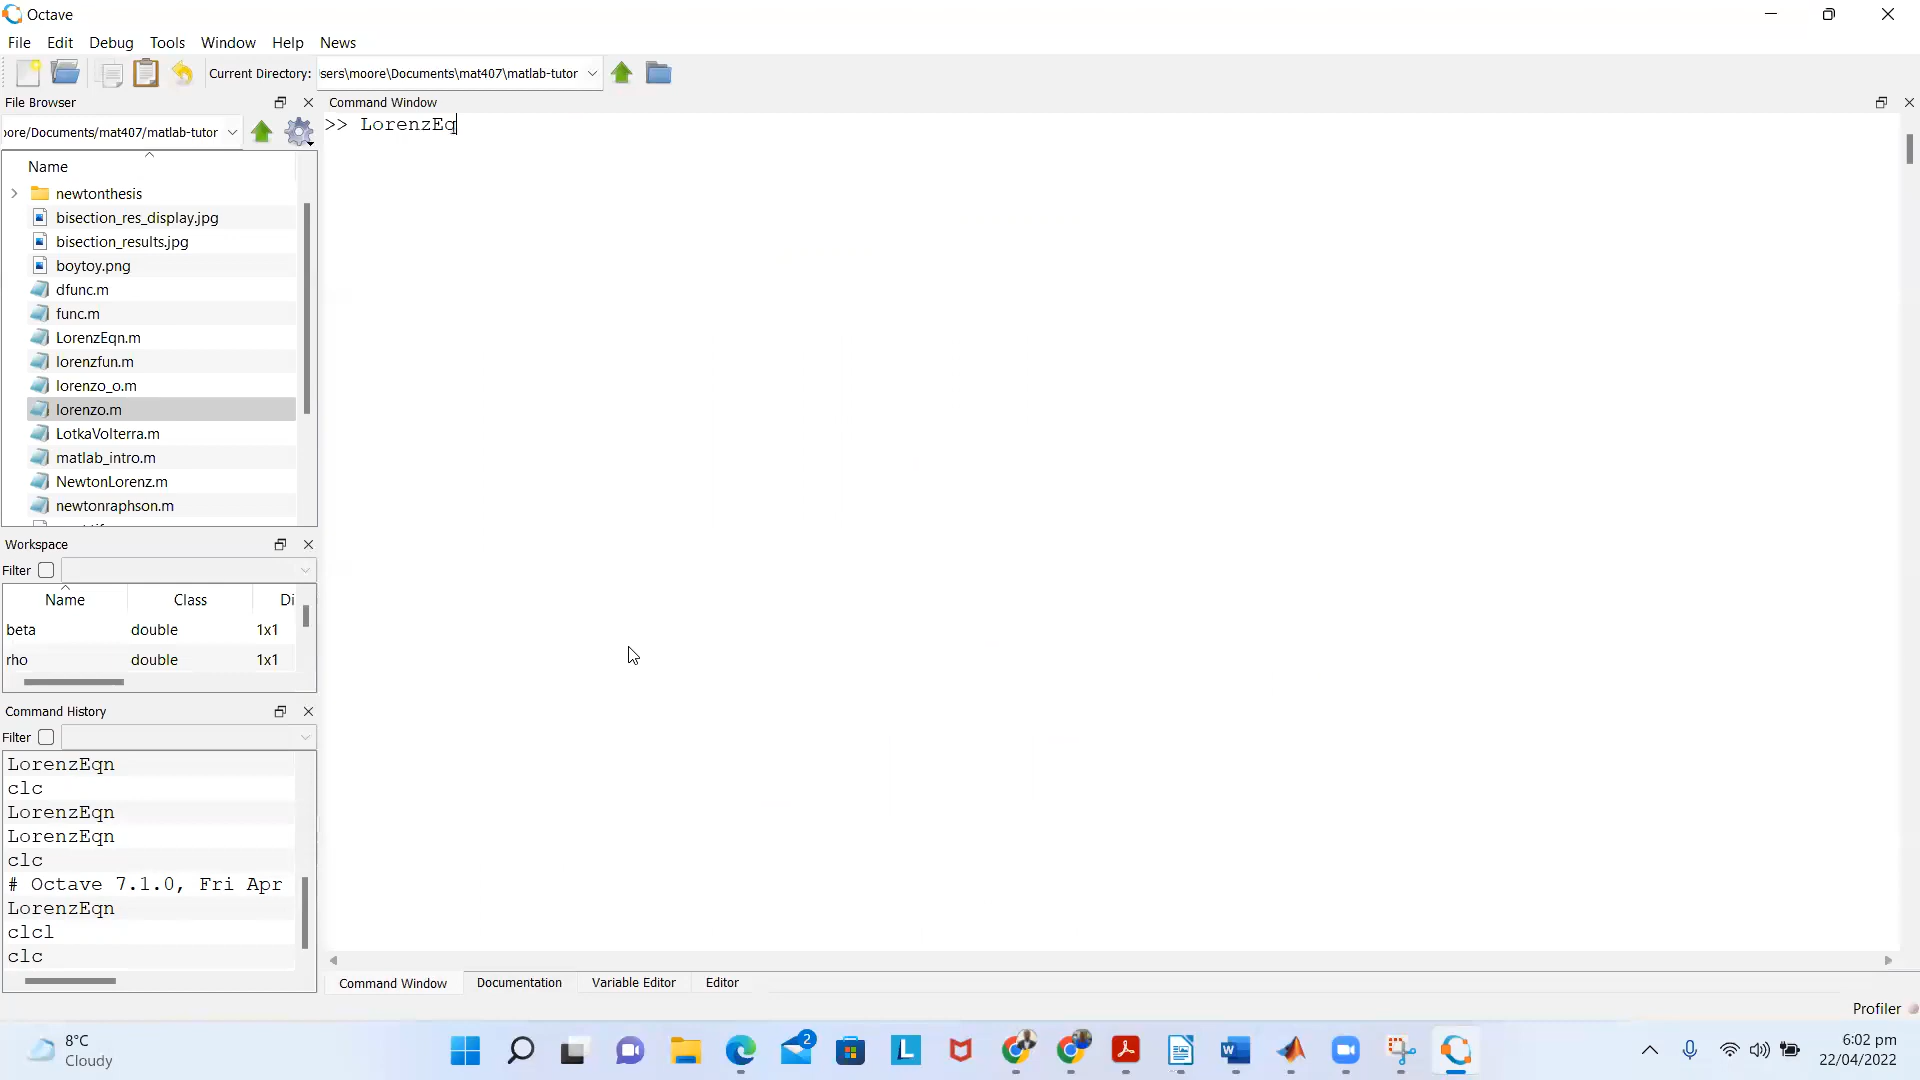 Octave
File Edit Debug Tools Window Help News
Current Directory: sers\moore\Documents\mat407\matlab-tutor
File Browser
ore/Documents/mat407/matlab-tutor
Name
newtonthesis
bisection_res_display.jpg
bisection_results.jpg
boytoy.png
dfunc.m
func.m
LorenzEqn.m
lorenzfun.m
lorenzo_o.m
lorenzo.m
LotkaVolterra.m
matlab_intro.m
NewtonLorenz.m
newtonraphson.m
Workspace
Filter
Name Class Di
beta double 1x1
rho double 1x1
Command History
Filter
LorenzEqn
clc
LorenzEqn
LorenzEqn
clc
# Octave 7.1.0, Fri Apr
LorenzEqn
clcl
clc
Command Window
>> LorenzEq
Command Window Documentation Variable Editor Editor
Profiler
8°C
Cloudy
2
L
W
6:02 pm
22/04/2022